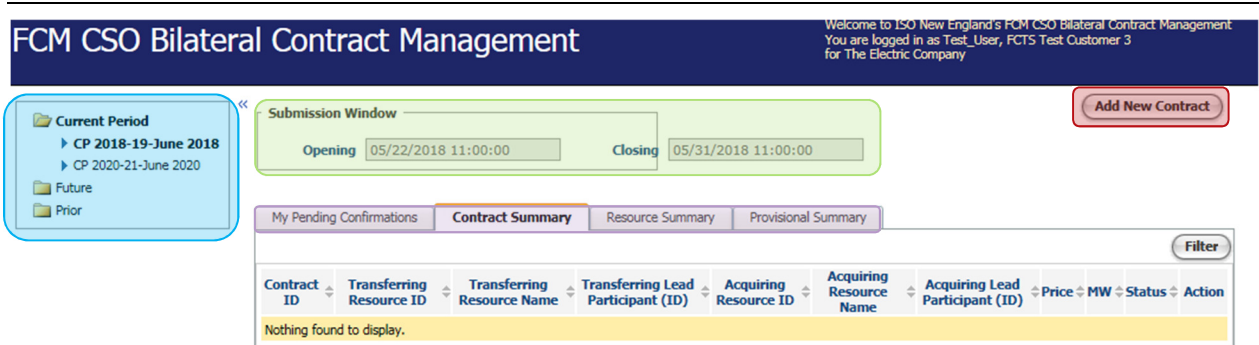 FCM CSO Bilateral Contract Management
Welcome to ISO New England's FCM CSO Bilateral Contract Management
You are logged in as Test_User, FCTS Test Customer 3
for The Electric Company
Current Period
CP 2018-19-June 2018
CP 2020-21-June 2020
Future
Prior
«
Submission Window
Opening 05/22/2018 11:00:00 Closing 05/31/2018 11:00:00
Add New Contract
My Pending Confirmations Contract Summary Resource Summary Provisional Summary
Filter
Contract ID Transferring Resource ID Transferring Resource Name Transferring Lead Participant (ID) Acquiring Resource ID Acquiring Resource Name Acquiring Lead Participant (ID) Price MW Status Action
Nothing found to display.